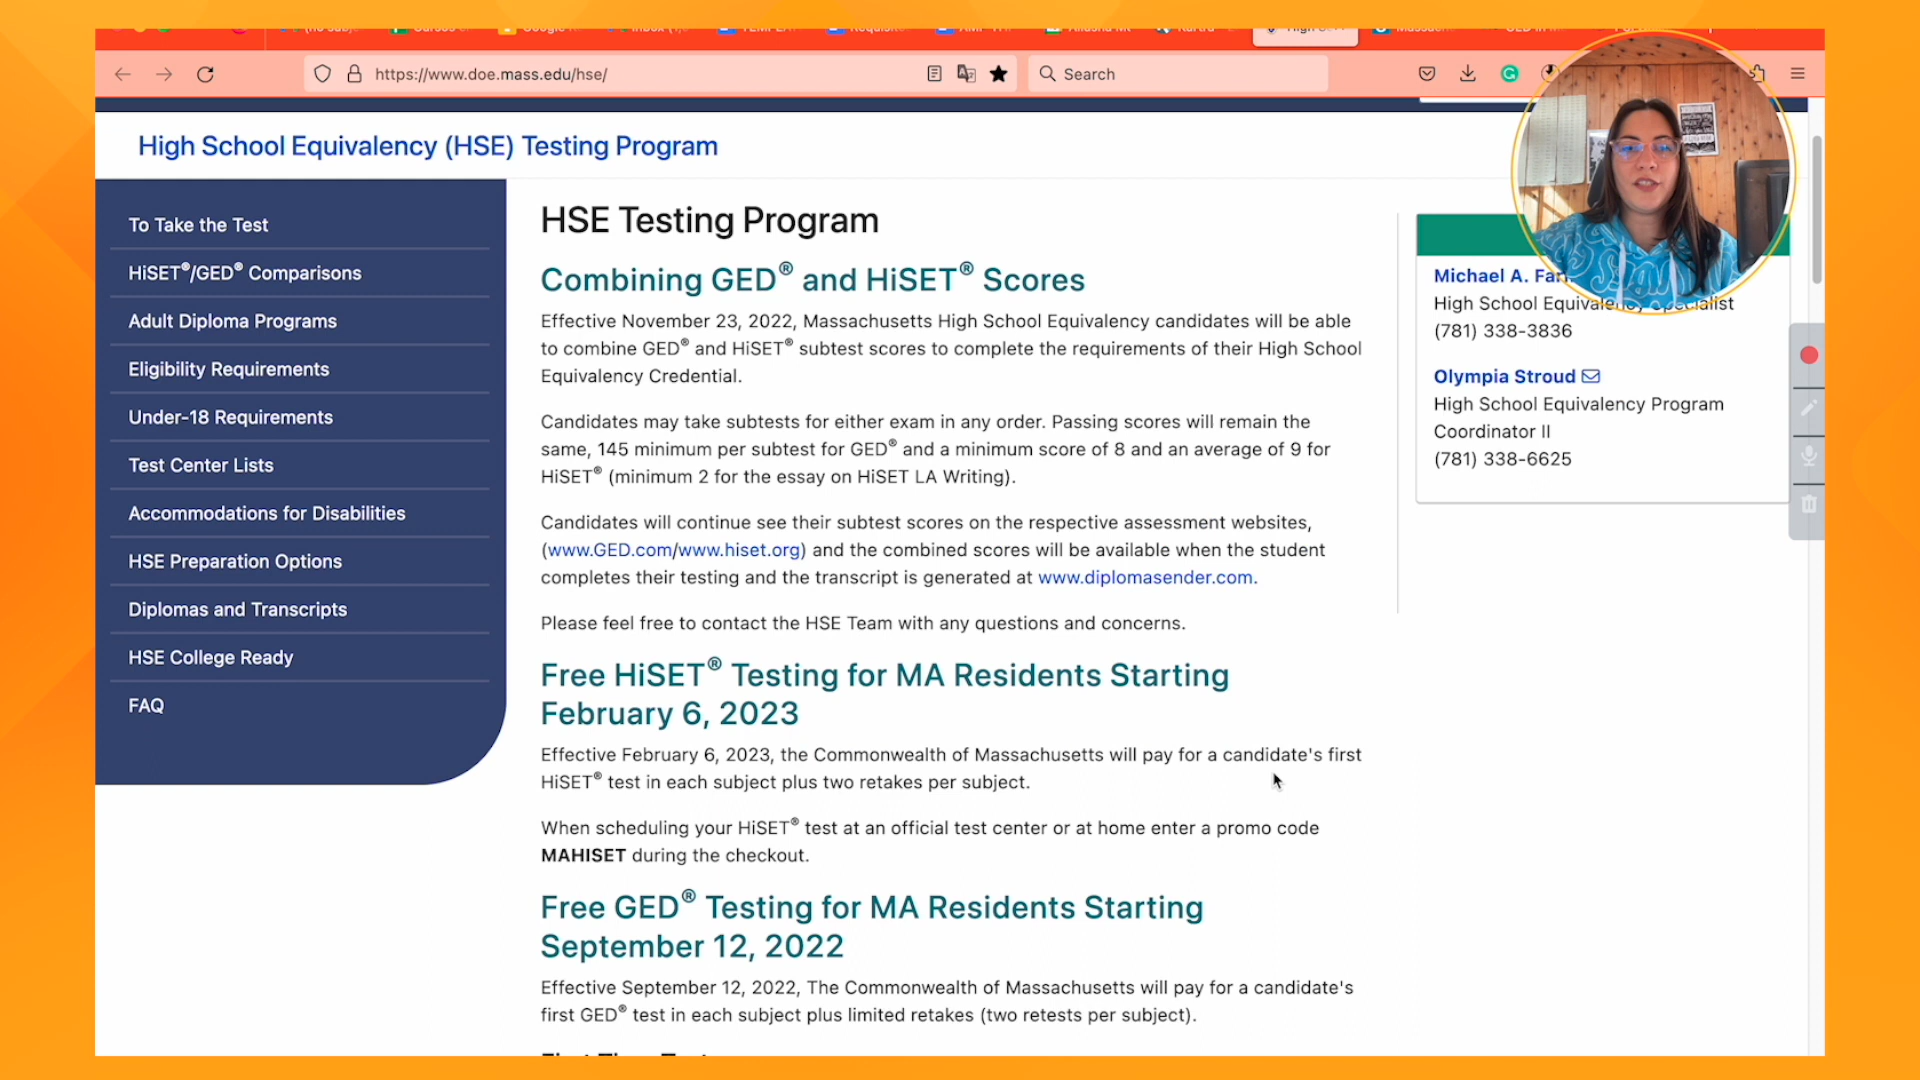 https://www.doe.mass.edu/hse/
Search
High School Equivalency (HSE) Testing Program
To Take the Test
HiSET®/GED® Comparisons
Adult Diploma Programs
Eligibility Requirements
Under-18 Requirements
Test Center Lists
Accommodations for Disabilities
HSE Preparation Options
Diplomas and Transcripts
HSE College Ready
FAQ
HSE Testing Program
Combining GED® and HiSET® Scores
Effective November 23, 2022, Massachusetts High School Equivalency candidates will be able
to combine GED® and HiSET® subtest scores to complete the requirements of their High School
Equivalency Credential.
Candidates may take subtests for either exam in any order. Passing scores will remain the
same, 145 minimum per subtest for GED® and a minimum score of 8 and an average of 9 for
HiSET® (minimum 2 for the essay on HiSET LA Writing).
Candidates will continue see their subtest scores on the respective assessment websites,
(www.GED.com/www.hiset.org) and the combined scores will be available when the student
completes their testing and the transcript is generated at www.diplomasender.com.
Please feel free to contact the HSE Team with any questions and concerns.
Free HiSET® Testing for MA Residents Starting
February 6, 2023
Effective February 6, 2023, the Commonwealth of Massachusetts will pay for a candidate's first
HiSET® test in each subject plus two retakes per subject.
When scheduling your HiSET® test at an official test center or at home enter a promo code
MAHISET during the checkout.
Free GED® Testing for MA Residents Starting
September 12, 2022
Effective September 12, 2022, The Commonwealth of Massachusetts will pay for a candidate's
first GED® test in each subject plus limited retakes (two retests per subject).
Michael A.
High School
(781) 338-3836
Olympia Stroud
High School Equivalency Program
Coordinator II
(781) 338-6625